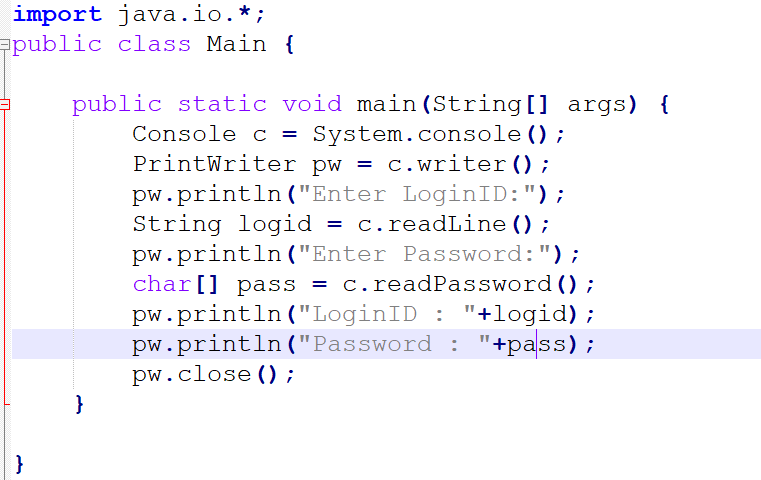 import java.io.*;
public class Main {
public static void main(String[] args) {
Console c = System.console();
PrintWriter pw = c.writer();
pw.println("Enter LoginID:");
String logid = c.readLine();
pw.println("Enter Password:");
char[] pass = c.readPassword();
pw.println("LoginID : "+logid);
pw.println("Password : "+pass);
pw.close();
}
}